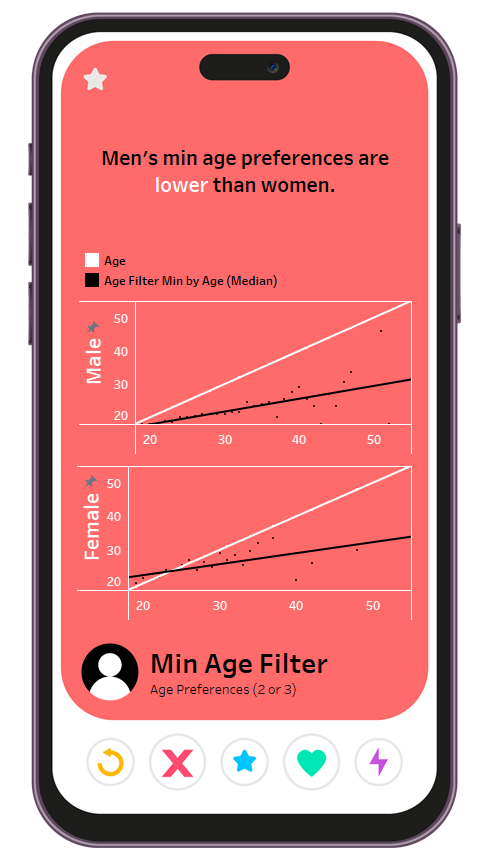 Men's min age preferences are
lower than women.
Age
Age Filter Min by Age (Median)
Male
50
40
30
20
20 30 40 50
Female
50
40
30
20
20 30 40 50
Min Age Filter
Age Preferences (2 or 3)